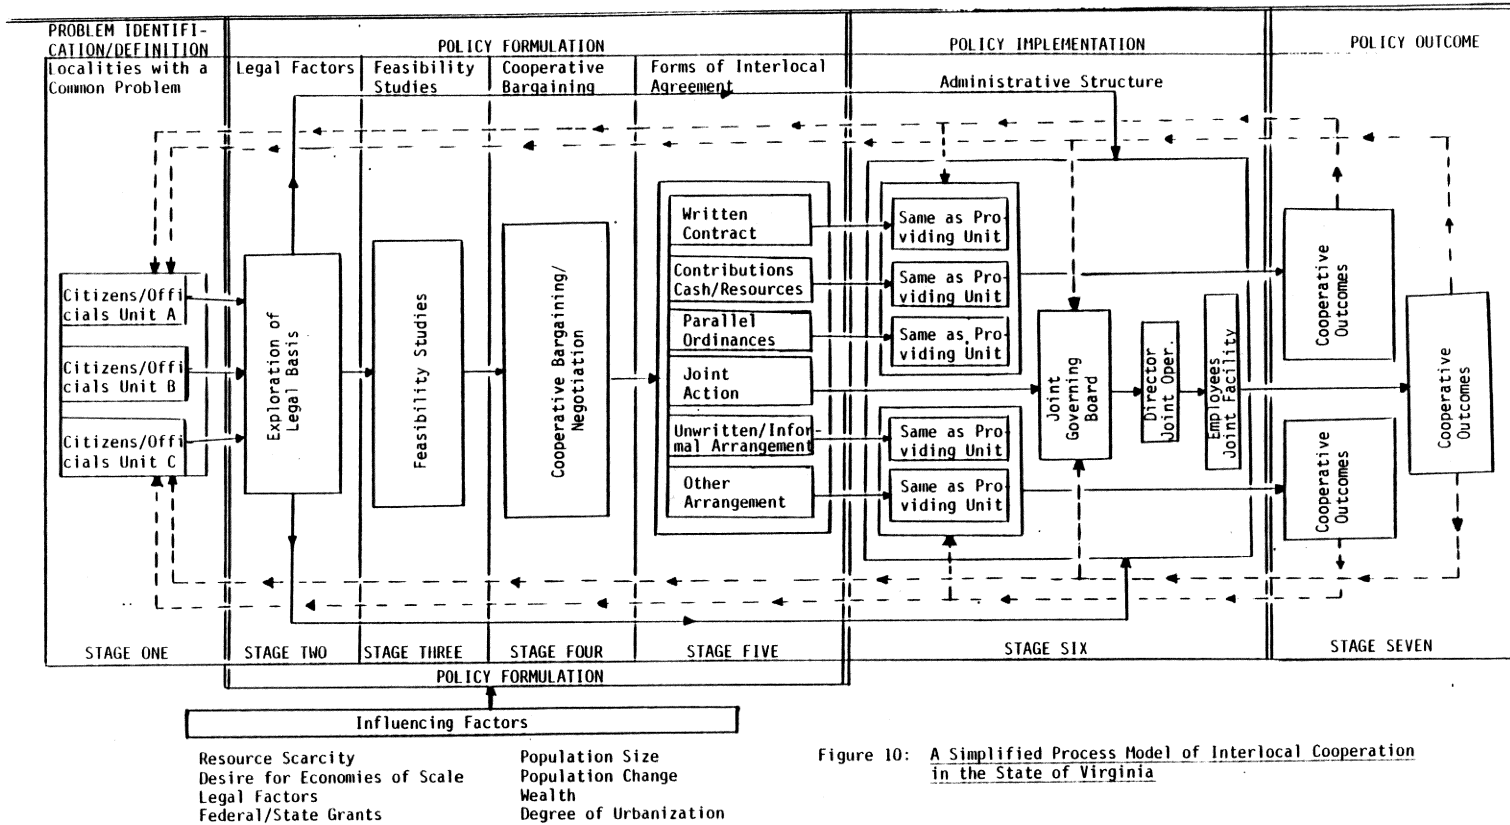 PROBLEM IDENTIFI-
CATION/DEFINITION
POLICY FORMULATION
POLICY IMPLEMENTATION
POLICY OUTCOME
Localities with a
Common Problem
Legal Factors
Feasibility
Studies
Cooperative
Bargaining
Forms of Interlocal
Agreement
Administrative Structure
Citizens/Offi
cials Unit A
Citizens/Offi
cials Unit B
Citizens/Offi
cials Unit C
Exploration of
Legal Basis
Feasibility Studies
Cooperative Bargaining/
Negotiation
Written
Contract
Contributions
Cash/Resources
Parallel
Ordinances
Joint
Action
Unwritten/Infor-
mal Arrangement
Other
Arrangement
Same as Pro-
viding Unit
Same as Pro-
viding Unit
Same as Pro-
viding Unit
Same as Pro-
viding Unit
Same as Pro-
viding Unit
Joint
Governing
Board
Director
Joint Oper.
Employees
Joint Facility
Cooperative
Outcomes
Cooperative
Outcomes
Cooperative
Outcomes
STAGE ONE
STAGE TWO
STAGE THREE
STAGE FOUR
STAGE FIVE
STAGE SIX
STAGE SEVEN
POLICY FORMULATION
Influencing Factors
Resource Scarcity
Desire for Economies of Scale
Legal Factors
Federal/State Grants
Population Size
Population Change
Wealth
Degree of Urbanization
Figure 10: A Simplified Process Model of Interlocal Cooperation
in the State of Virginia